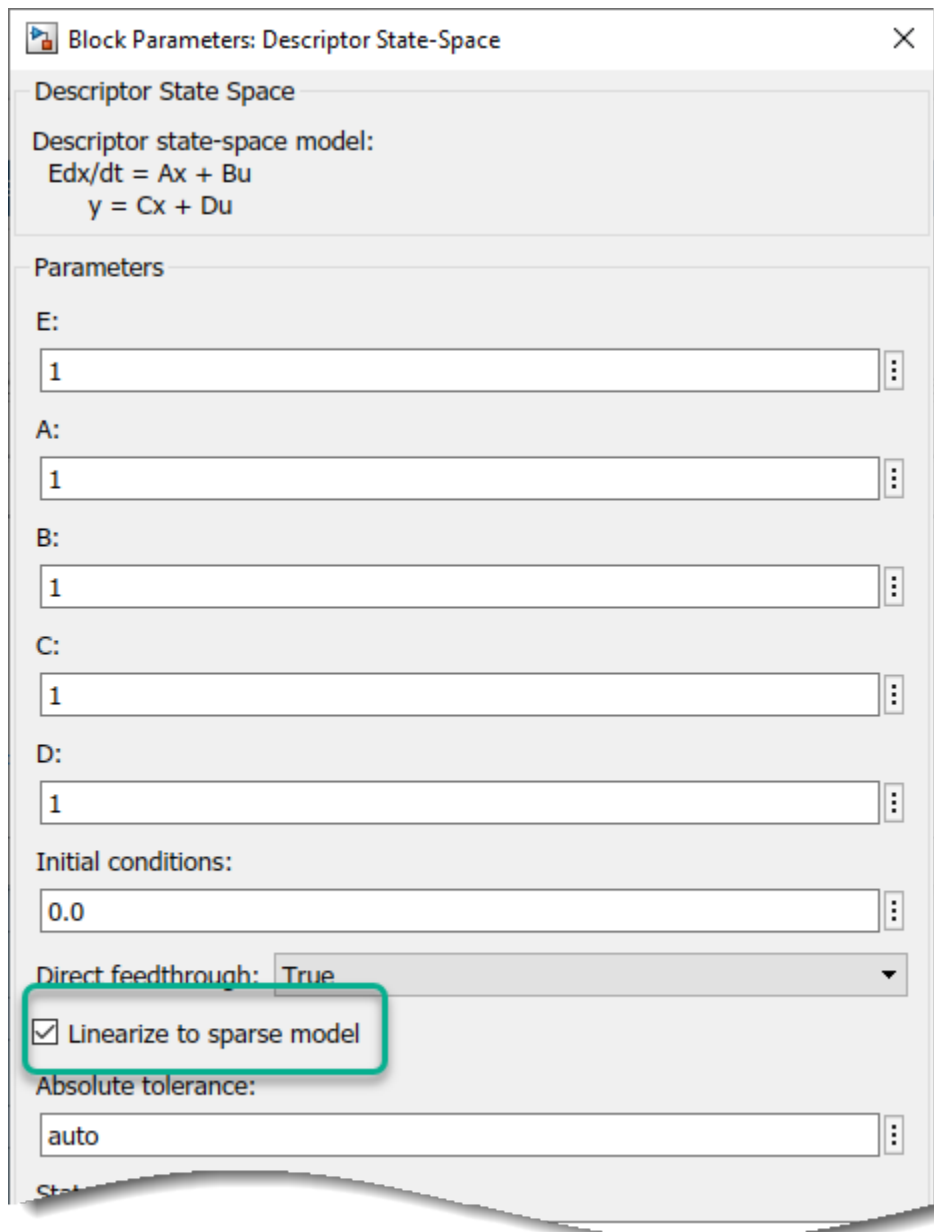 Block Parameters: Descriptor State-Space
Descriptor State Space
Descriptor state-space model:
Edx/dt = Ax + Bu
y = Cx + Du
Parameters
E:
1
A:
1
B:
1
C:
1
D:
1
Initial conditions:
0.0
Direct feedthrough: True
Linearize to sparse model
Absolute tolerance:
auto